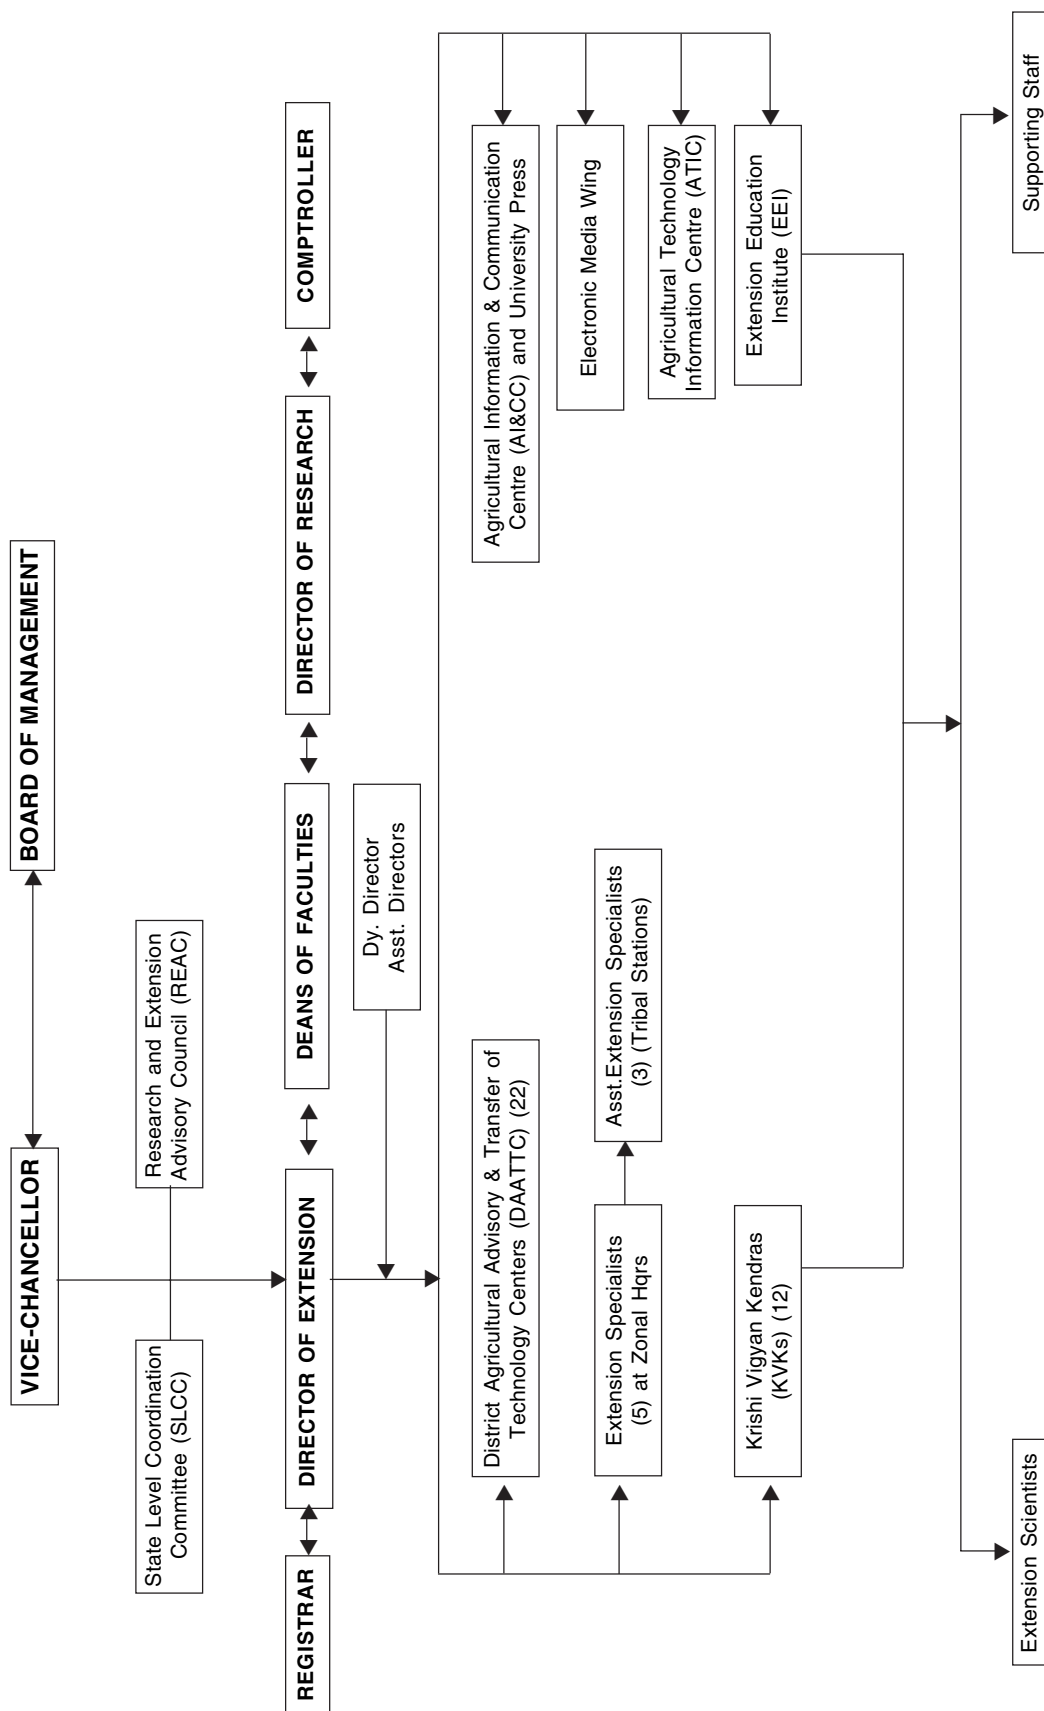 VICE-CHANCELLOR
BOARD OF MANAGEMENT
State Level Coordination
Committee (SLCC)
Research and Extension
Advisory Council (REAC)
REGISTRAR
DIRECTOR OF EXTENSION
DEANS OF FACULTIES
DIRECTOR OF RESEARCH
COMPTROLLER
Dy. Director
Asst. Directors
District Agricultural Advisory & Transfer of
Technology Centers (DAATTC) (22)
Extension Specialists
(5) at Zonal Hqrs
Asst.Extension Specialists
(3) (Tribal Stations)
Krishi Vigyan Kendras
(KVKs) (12)
Agricultural Information & Communication
Centre (AI&CC) and University Press
Electronic Media Wing
Agricultural Technology
Information Centre (ATIC)
Extension Education
Institute (EEI)
Extension Scientists
Supporting Staff